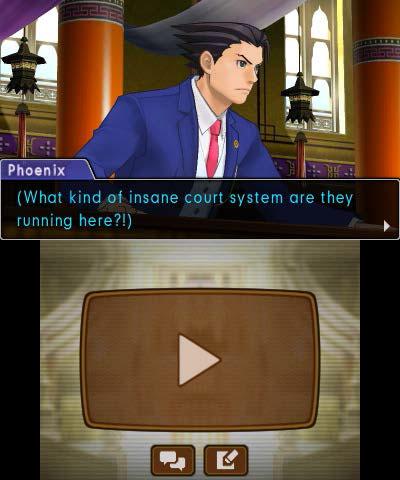 Phoenix
(What kind of insane court system are they
running here?!)